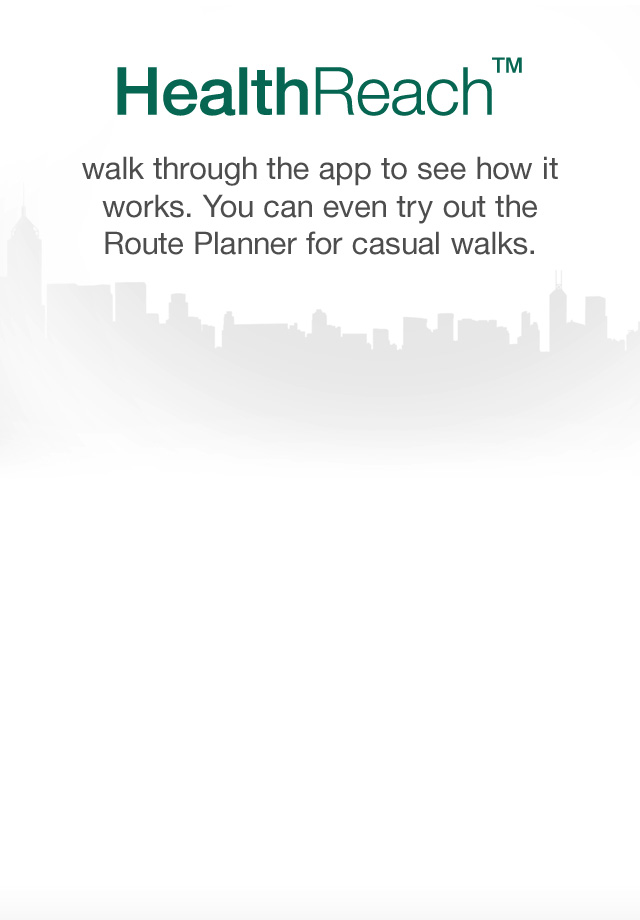 HealthReach™
walk through the app to see how it
works. You can even try out the
Route Planner for casual walks.